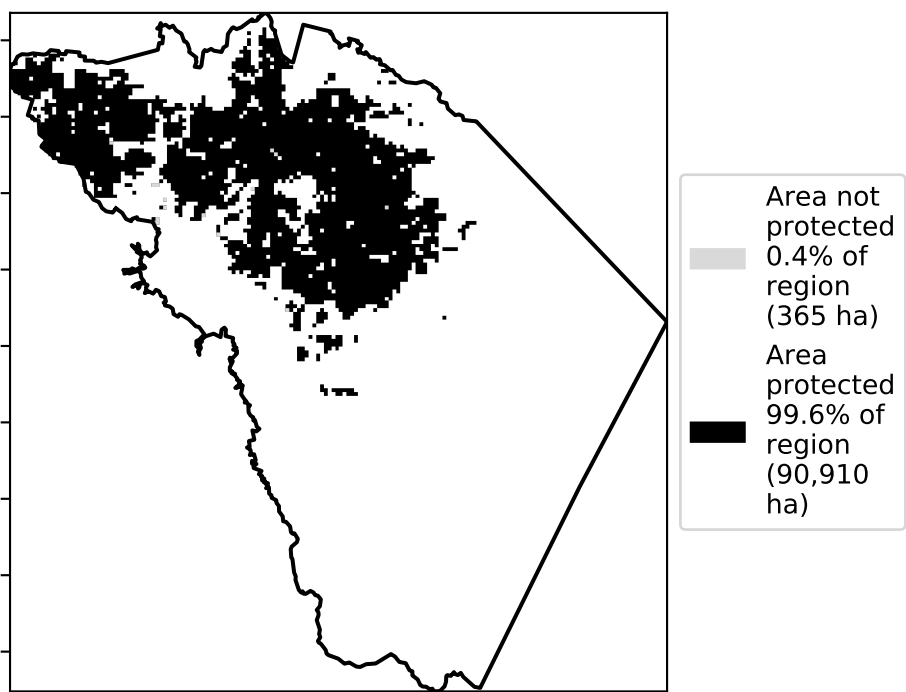 Area not
protected
0.4% of
region
(365 ha)
Area
protected
99.6% of
region
(90,910
ha)